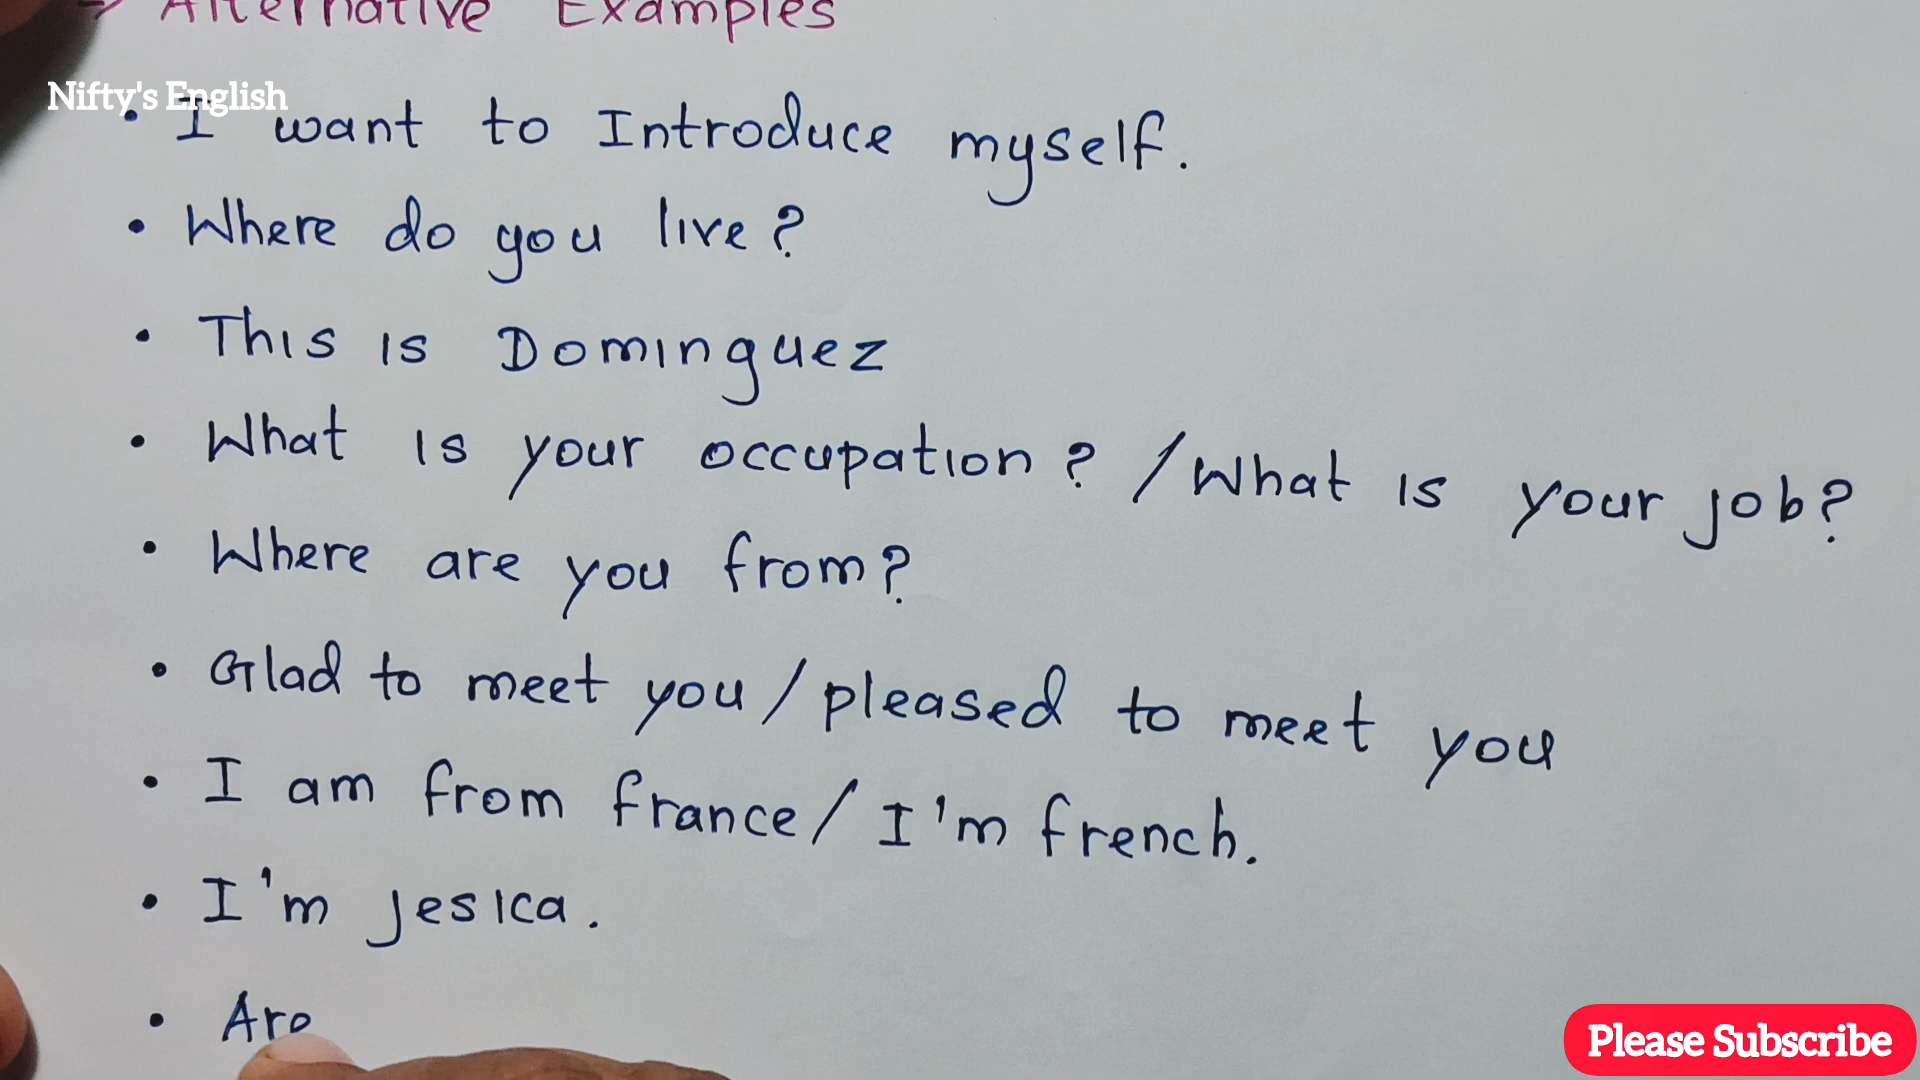 → Alternative Examples
Nifty's English
• I want to Introduce myself.
• Where do you live?
• This is Dominguez
• What is your occupation? / What is your job?
• Where are you from?
• Glad to meet you / pleased to meet you
• I am from france / I'm french.
• I'm Jesica.
• Are
Please Subscribe